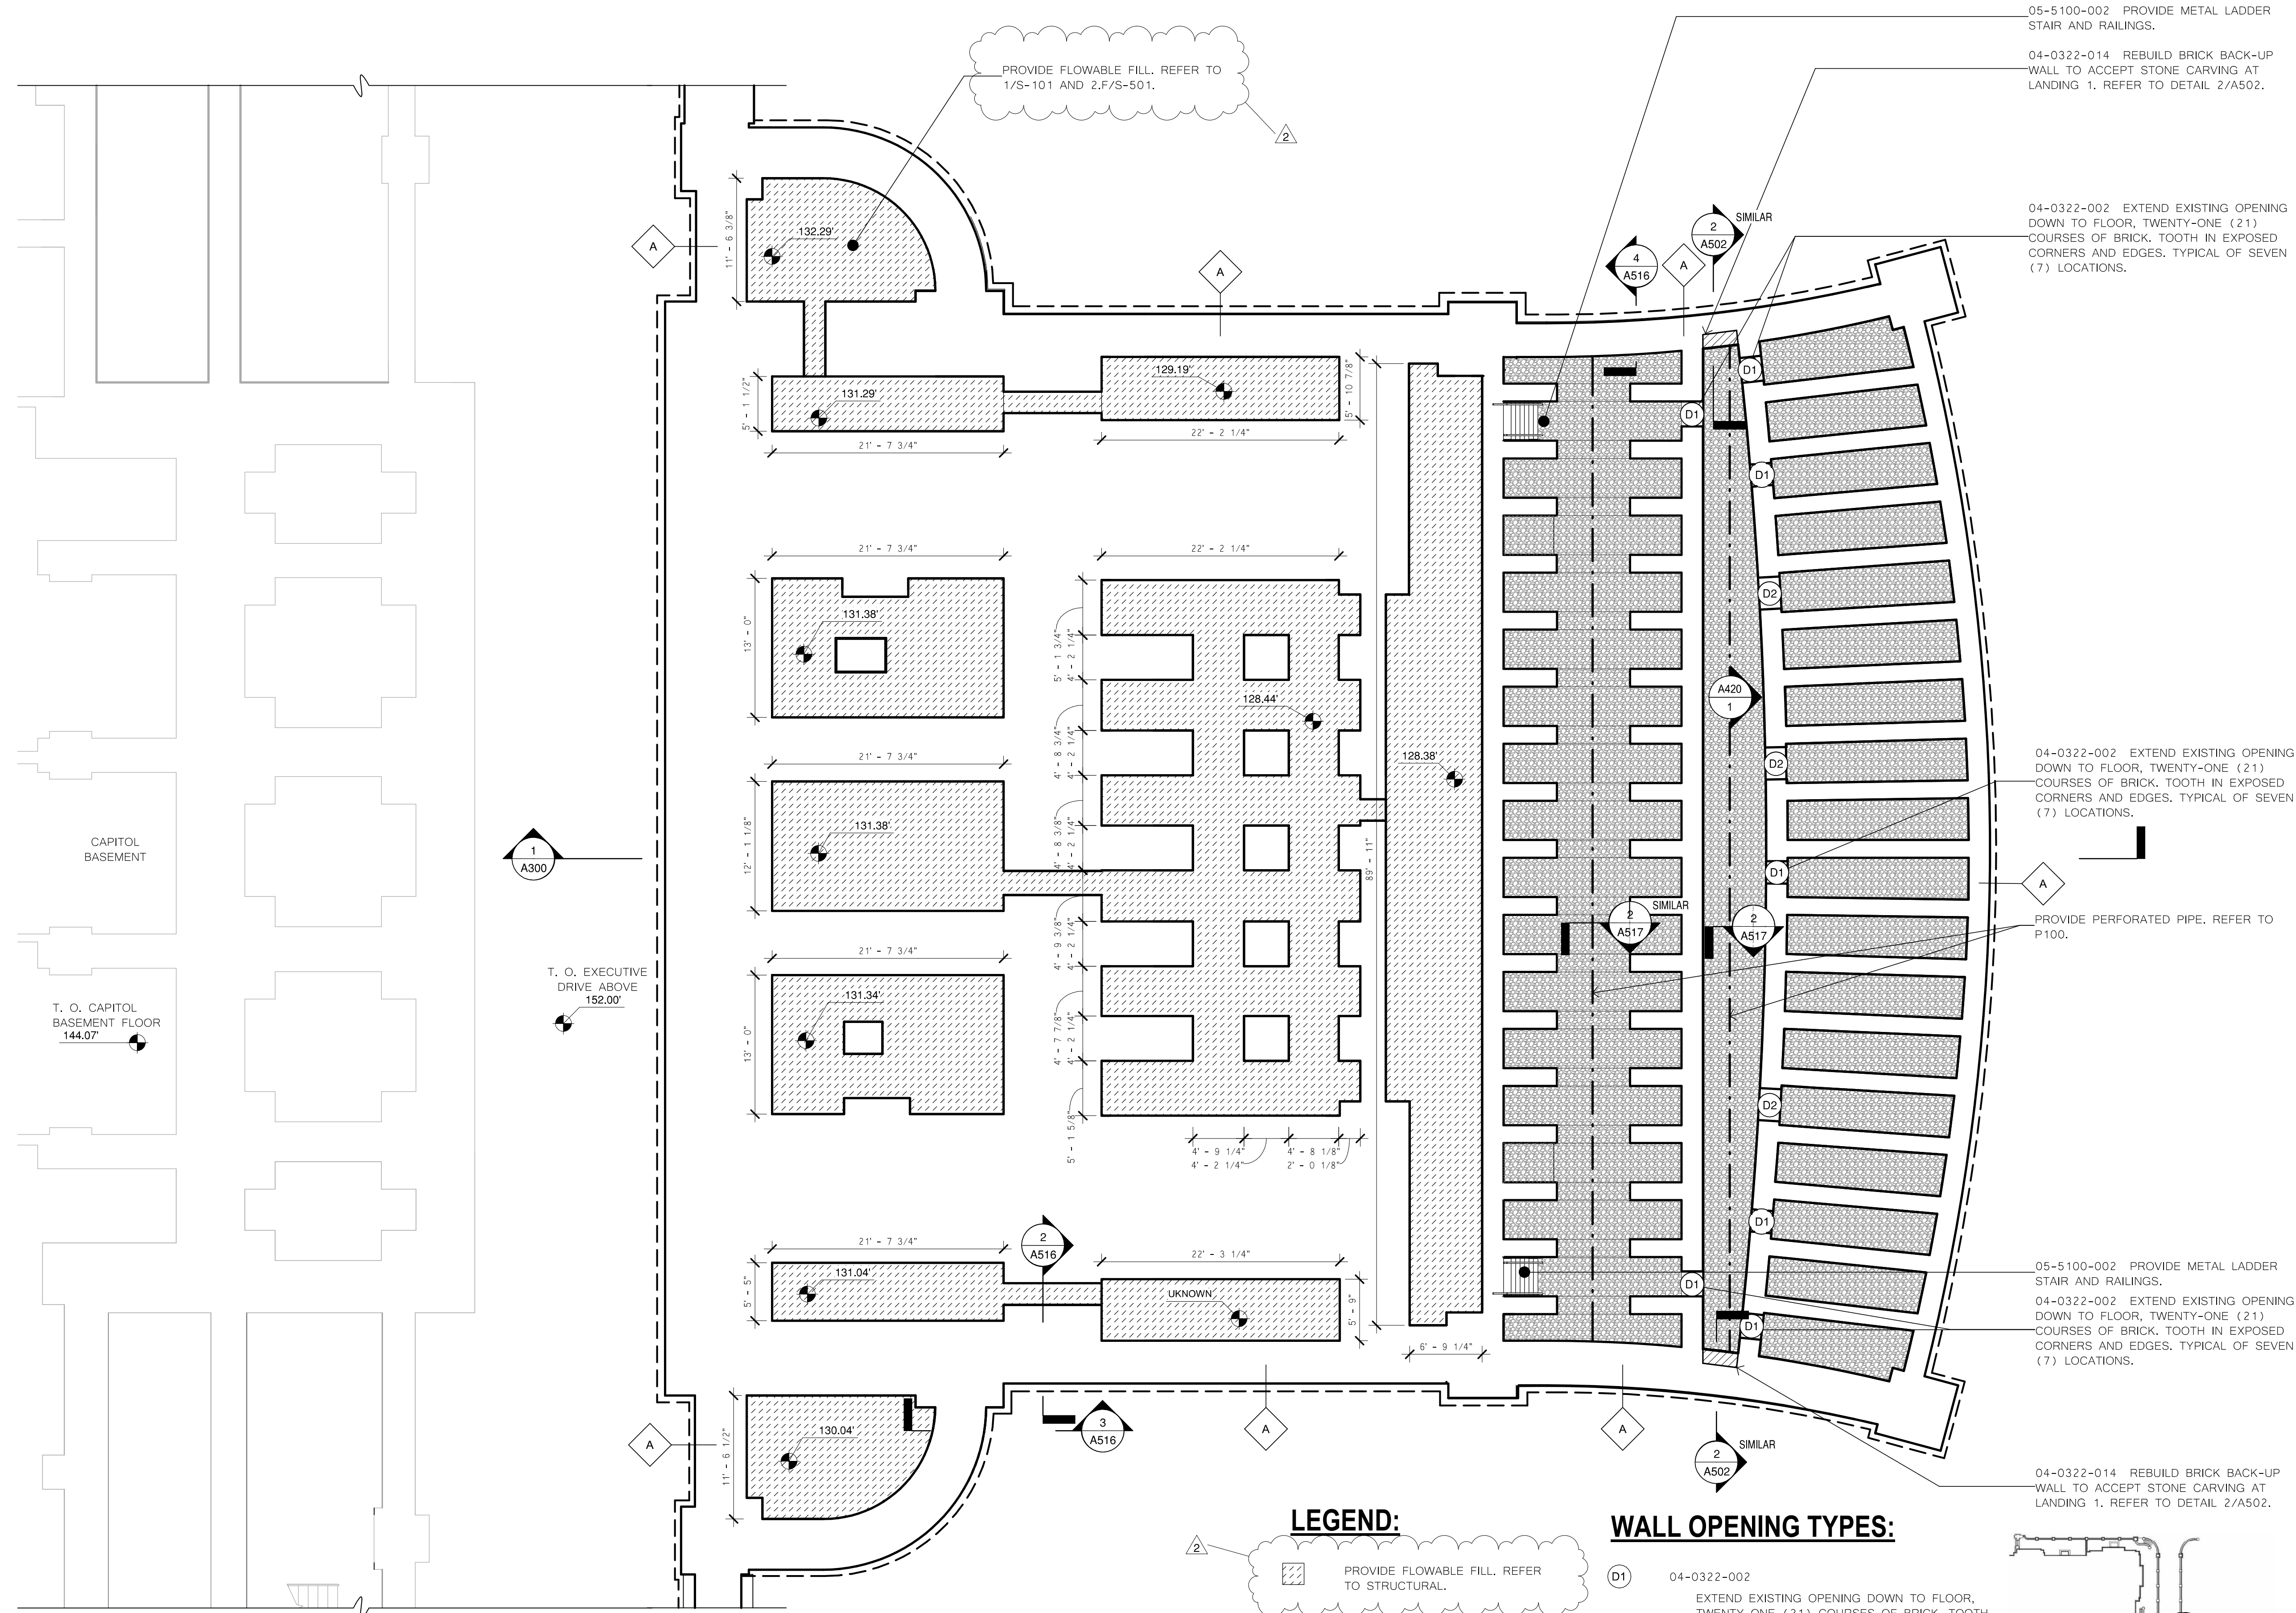 05-5100-002 PROVIDE METAL LADDER
STAIR AND RAILINGS.
04-0322-014 REBUILD BRICK BACK-UP
WALL TO ACCEPT STONE CARVING AT
LANDING 1. REFER TO DETAIL 2/A502.
PROVIDE FLOWABLE FILL. REFER TO
1/S-101 AND 2.F/S-501.
2
04-0322-002 EXTEND EXISTING OPENING
DOWN TO FLOOR, TWENTY-ONE (21)
COURSES OF BRICK. TOOTH IN EXPOSED
CORNERS AND EDGES. TYPICAL OF SEVEN
(7) LOCATIONS.
2
A502
SIMILAR
4
A516
A
A
A
11' - 6 3/8"
132.29'
5' - 1 1/2"
131.29'
21' - 7 3/4"
129.19'
22' - 2 1/4"
5' - 10 7/8"
D1
D1
D1
21' - 7 3/4"
22' - 2 1/4"
13' - 0"
131.38'
D2
5' - 1 3/4"
4' - 2 1/4"
128.44'
A420
1
4' - 8 3/4"
4' - 2 1/4"
21' - 7 3/4"
128.38'
D2
04-0322-002 EXTEND EXISTING OPENING
DOWN TO FLOOR, TWENTY-ONE (21)
COURSES OF BRICK. TOOTH IN EXPOSED
CORNERS AND EDGES. TYPICAL OF SEVEN
(7) LOCATIONS.
CAPITOL
BASEMENT
1
A300
12' - 1 1/8"
131.38'
4' - 8 3/8"
4' - 2 1/4"
89' - 11"
D1
A
2
A517
SIMILAR
2
A517
PROVIDE PERFORATED PIPE. REFER TO
P100.
4' - 9 3/8"
4' - 2 1/4"
21' - 7 3/4"
T. O. EXECUTIVE
DRIVE ABOVE
152.00'
T. O. CAPITOL
BASEMENT FLOOR
144.07'
13' - 0"
131.34'
4' - 7 7/8"
4' - 2 1/4"
5' - 1 5/8"
D2
4' - 9 1/4"
4' - 2 1/4"
4' - 8 1/8"
2' - 0 1/8"
D1
21' - 7 3/4"
2
A516
22' - 3 1/4"
5' - 5"
131.04'
UKNOWN
5' - 9"
D1
D1
6' - 9 1/4"
05-5100-002 PROVIDE METAL LADDER
STAIR AND RAILINGS.
04-0322-002 EXTEND EXISTING OPENING
DOWN TO FLOOR, TWENTY-ONE (21)
COURSES OF BRICK. TOOTH IN EXPOSED
CORNERS AND EDGES. TYPICAL OF SEVEN
(7) LOCATIONS.
A
11' - 6 1/2"
130.04'
3
A516
A
A
2
A502
SIMILAR
04-0322-014 REBUILD BRICK BACK-UP
WALL TO ACCEPT STONE CARVING AT
LANDING 1. REFER TO DETAIL 2/A502.
LEGEND:
2
PROVIDE FLOWABLE FILL. REFER
TO STRUCTURAL.
WALL OPENING TYPES:
D1
04-0322-002
EXTEND EXISTING OPENING DOWN TO FLOOR,
TWENTY-ONE (21) COURSES OF BRICK. TOOTH